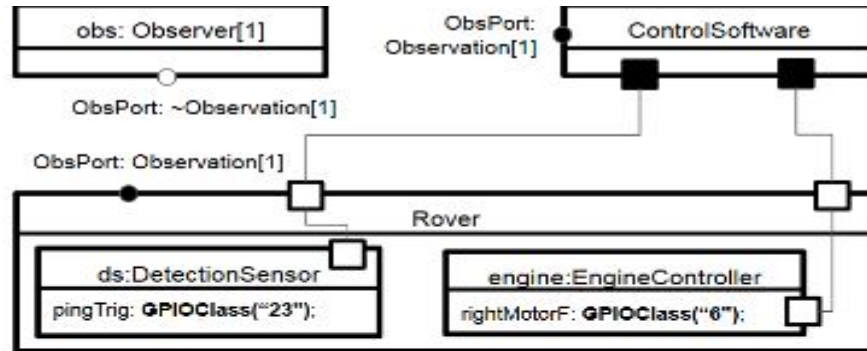 obs: Observer[1]
ObsPort: ~Observation[1]
ObsPort:
Observation[1]
ControlSoftware
ObsPort: Observation[1]
Rover
ds:DetectionSensor
pingTrig: GPIOClass(“23”);
engine:EngineController
rightMotorF: GPIOClass(“6”);